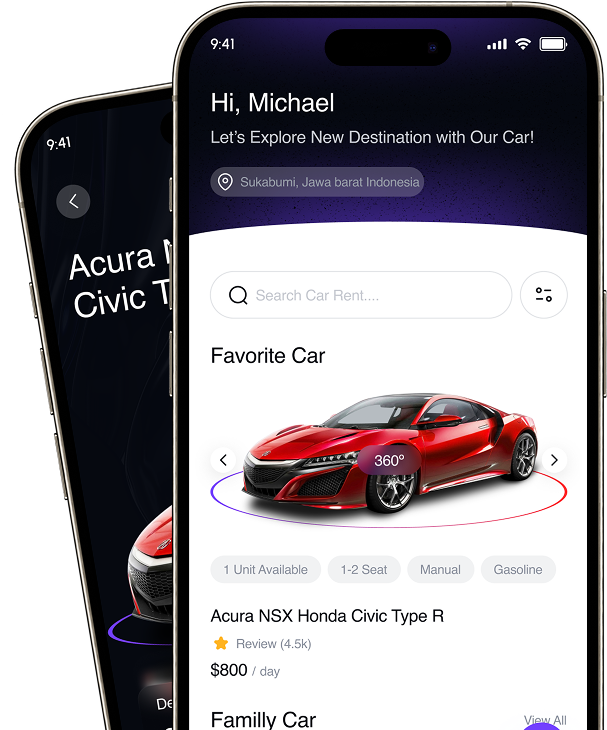 9:41
Hi, Michael
Let's Explore New Destination with Our Car!
Sukabumi, Jawa barat Indonesia
Search Car Rent....
Favorite Car
360°
1 Unit Available
1-2 Seat
Manual
Gasoline
Acura NSX Honda Civic Type R
Review (4.5k)
$800 / day
Familly Car
View All
9:41
Acura
Civic T
De